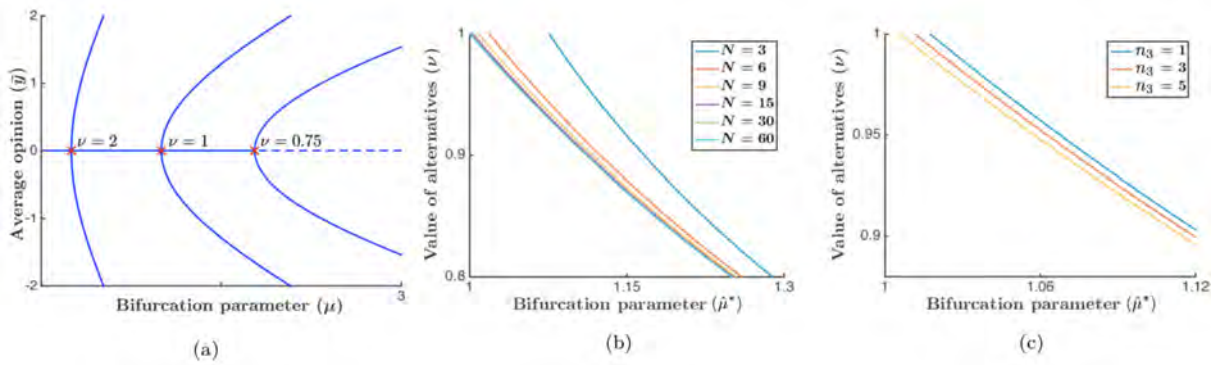 2
1
0
-1
-2
Average opinion (ȳ)
ν = 2
ν = 1
ν = 0.75
3
Bifurcation parameter (μ)
(a)
1
0.9
0.8
Value of alternatives (ν)
N = 3
N = 6
N = 9
N = 15
N = 30
N = 60
1
1.15
1.3
Bifurcation parameter (μ̂*)
(b)
1
0.95
0.9
Value of alternatives (ν)
n₃ = 1
n₃ = 3
n₃ = 5
1
1.06
1.12
Bifurcation parameter (μ̂*)
(c)